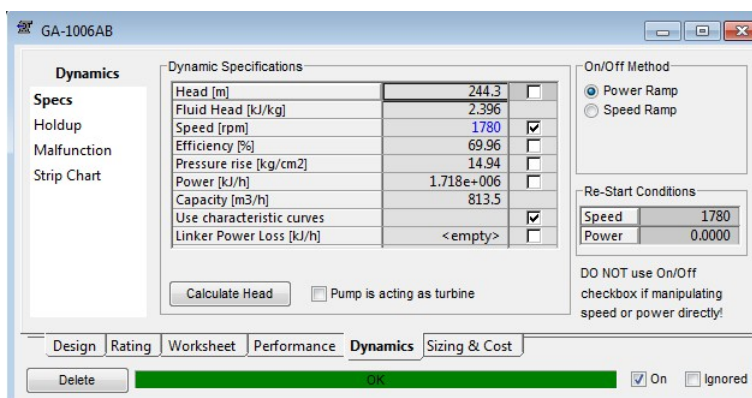 GA-1006AB
Dynamics
Specs
Holdup
Malfunction
Strip Chart
Dynamic Specifications
Head [m] 244.3
Fluid Head [kJ/kg] 2.396
Speed [rpm] 1780
Efficiency [%] 69.96
Pressure rise [kg/cm2] 14.94
Power [kJ/h] 1.718e+006
Capacity [m3/h] 813.5
Use characteristic curves
Linker Power Loss [kJ/h] <empty>
Calculate Head Pump is acting as turbine
On/Off Method
Power Ramp
Speed Ramp
Re-Start Conditions
Speed 1780
Power 0.0000
DO NOT use On/Off
checkbox if manipulating
speed or power directly!
Design Rating Worksheet Performance Dynamics Sizing & Cost
Delete OK On Ignored